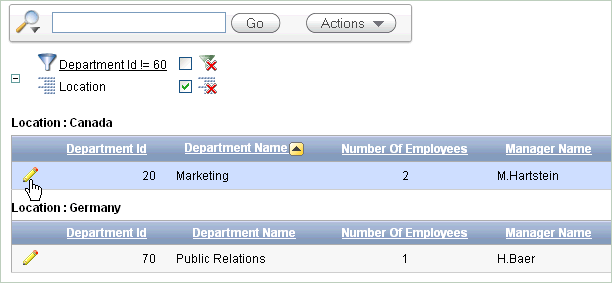 Go Actions
Department Id != 60
Location
Location : Canada
Department Id Department Name Number Of Employees Manager Name
20 Marketing 2 M.Hartstein
Location : Germany
Department Id Department Name Number Of Employees Manager Name
70 Public Relations 1 H.Baer